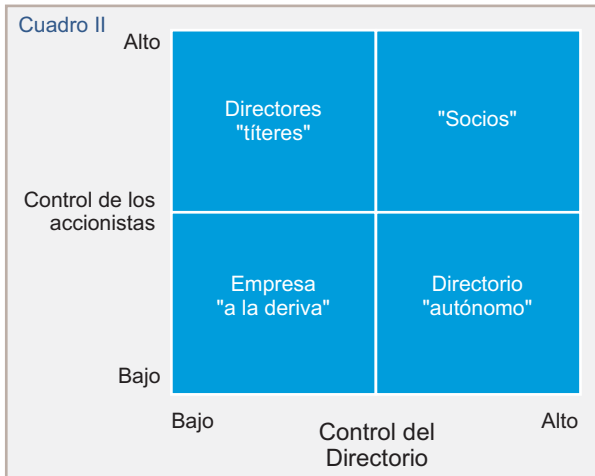 Cuadro II
Alto
Directores
"títeres"
"Socios"
Control de los
accionistas
Empresa
"a la deriva"
Directorio
"autónomo"
Bajo
Bajo
Control del
Directorio
Alto